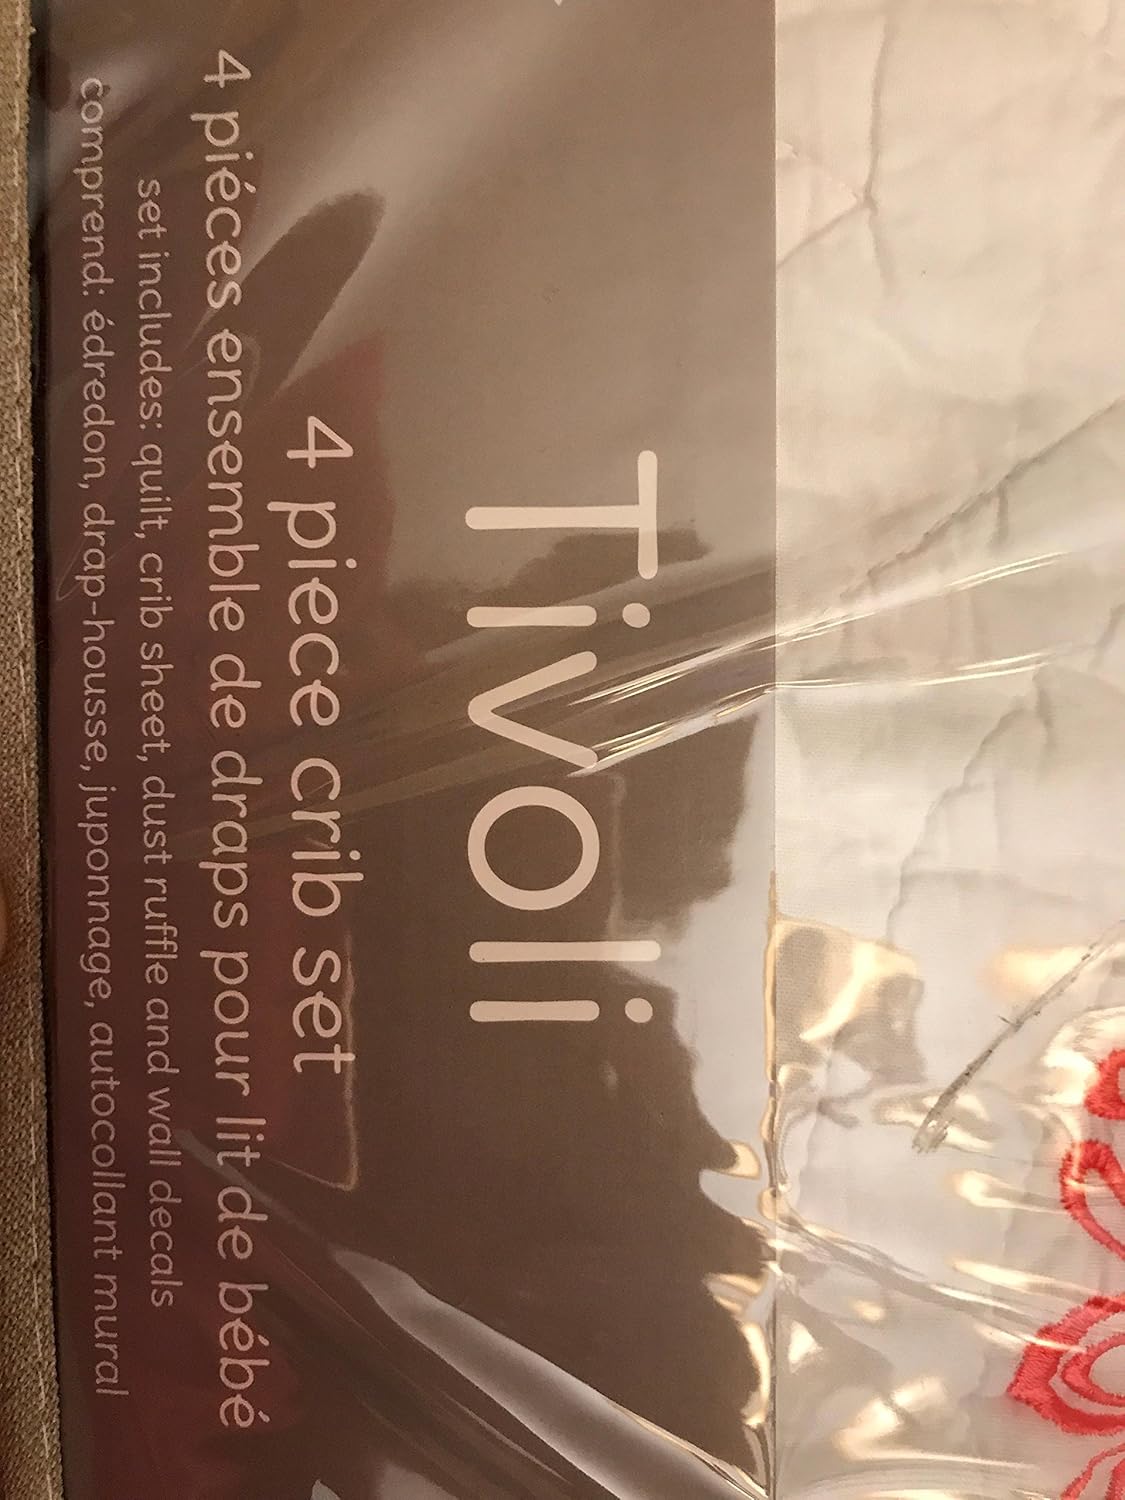 Tivoli
4 piece crib set
4 piéces ensemble de draps pour lit de bébé
set includes: quilt, crib sheet, dust ruffle and wall decals
comprend: édredon, drap-housse, juponnage, autocollant mural